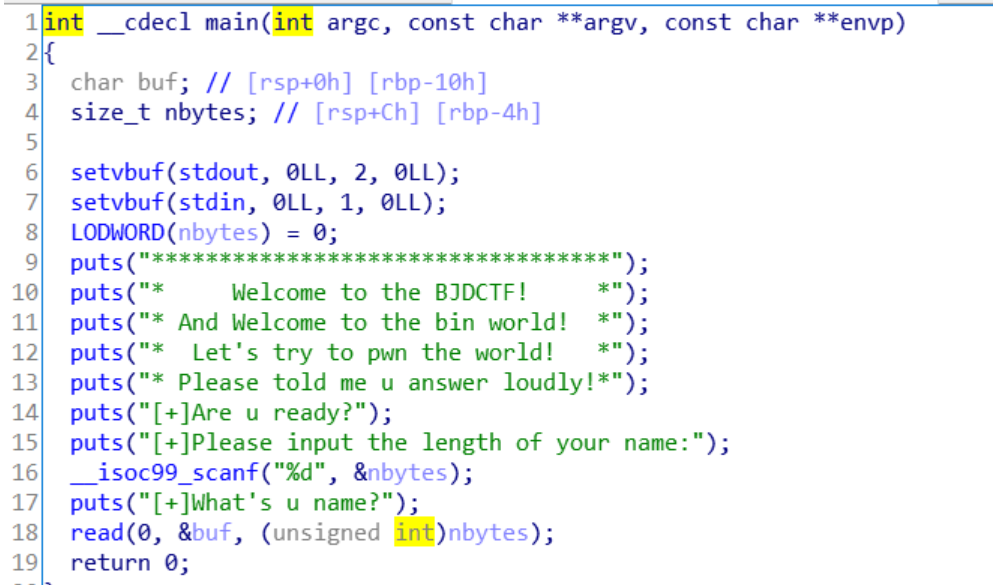 1 int __cdecl main(int argc, const char **argv, const char **envp)
2 {
3   char buf; // [rsp+0h] [rbp-10h]
4   size_t nbytes; // [rsp+Ch] [rbp-4h]
5
6   setvbuf(stdout, 0LL, 2, 0LL);
7   setvbuf(stdin, 0LL, 1, 0LL);
8   LODWORD(nbytes) = 0;
9   puts("**********************************");
10   puts("*     Welcome to the BJDCTF!     *");
11   puts("* And Welcome to the bin world!  *");
12   puts("*  Let's try to pwn the world!   *");
13   puts("* Please told me u answer loudly!*");
14   puts("[+]Are u ready?");
15   puts("[+]Please input the length of your name:");
16   __isoc99_scanf("%d", &nbytes);
17   puts("[+]What's u name?");
18   read(0, &buf, (unsigned int)nbytes);
19   return 0;